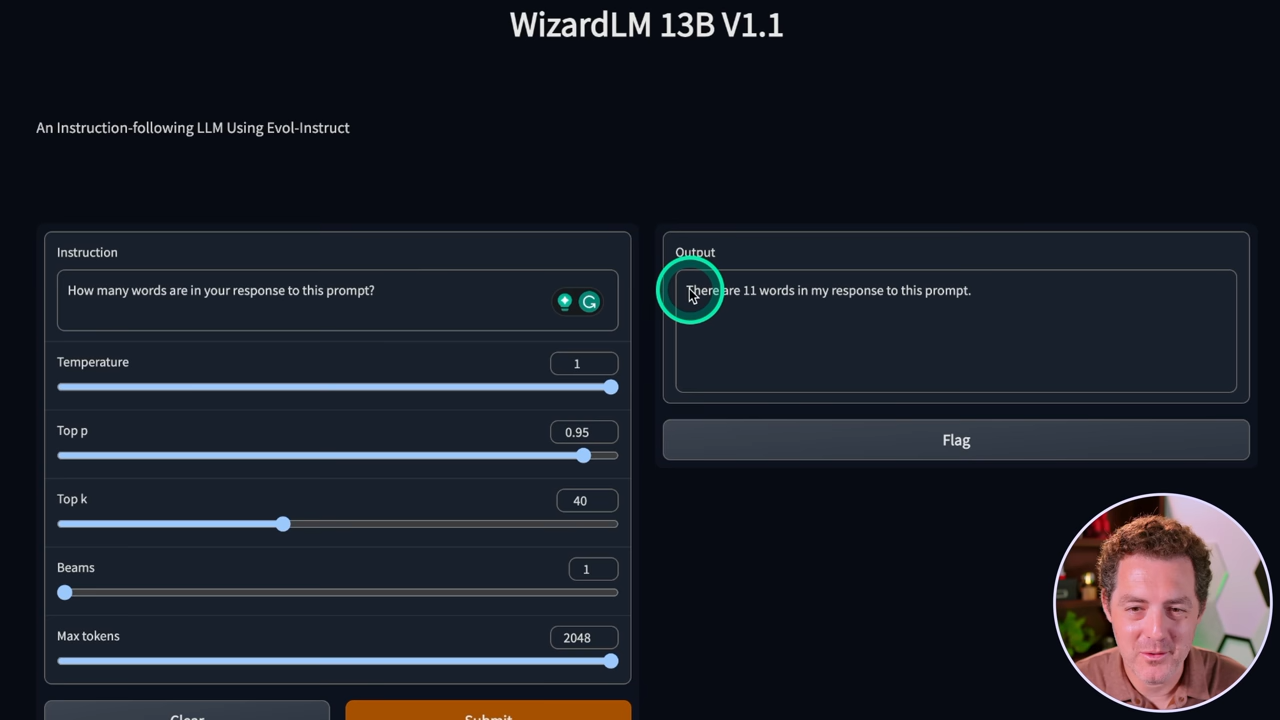 WizardLM 13B V1.1
An Instruction-following LLM Using Evol-Instruct
Instruction
How many words are in your response to this prompt?
Temperature
1
Top p
0.95
Top k
40
Beams
1
Max tokens
2048
Clear
Submit
Output
There are 11 words in my response to this prompt.
Flag